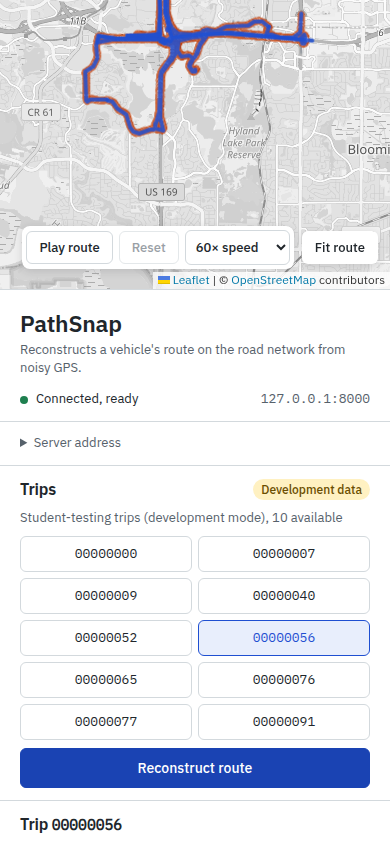 11B
CR 61
Hyland
Lake Park
Reserve
Bloomi
US 169
Play route
Reset
60× speed
Fit route
Leaflet | © OpenStreetMap contributors
PathSnap
Reconstructs a vehicle's route on the road network from
noisy GPS.
Connected, ready
127.0.0.1:8000
Server address
Trips
Development data
Student-testing trips (development mode), 10 available
00000000
00000007
00000009
00000040
00000052
00000056
00000065
00000076
00000077
00000091
Reconstruct route
Trip 00000056